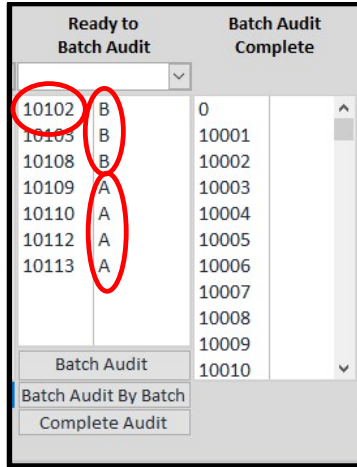 Ready to
Batch Audit
10102 B
10103 B
10108 B
10109 A
10110 A
10112 A
10113 A
Batch Audit
Batch Audit By Batch
Complete Audit
Batch Audit
Complete
0
10001
10002
10003
10004
10005
10006
10007
10008
10009
10010